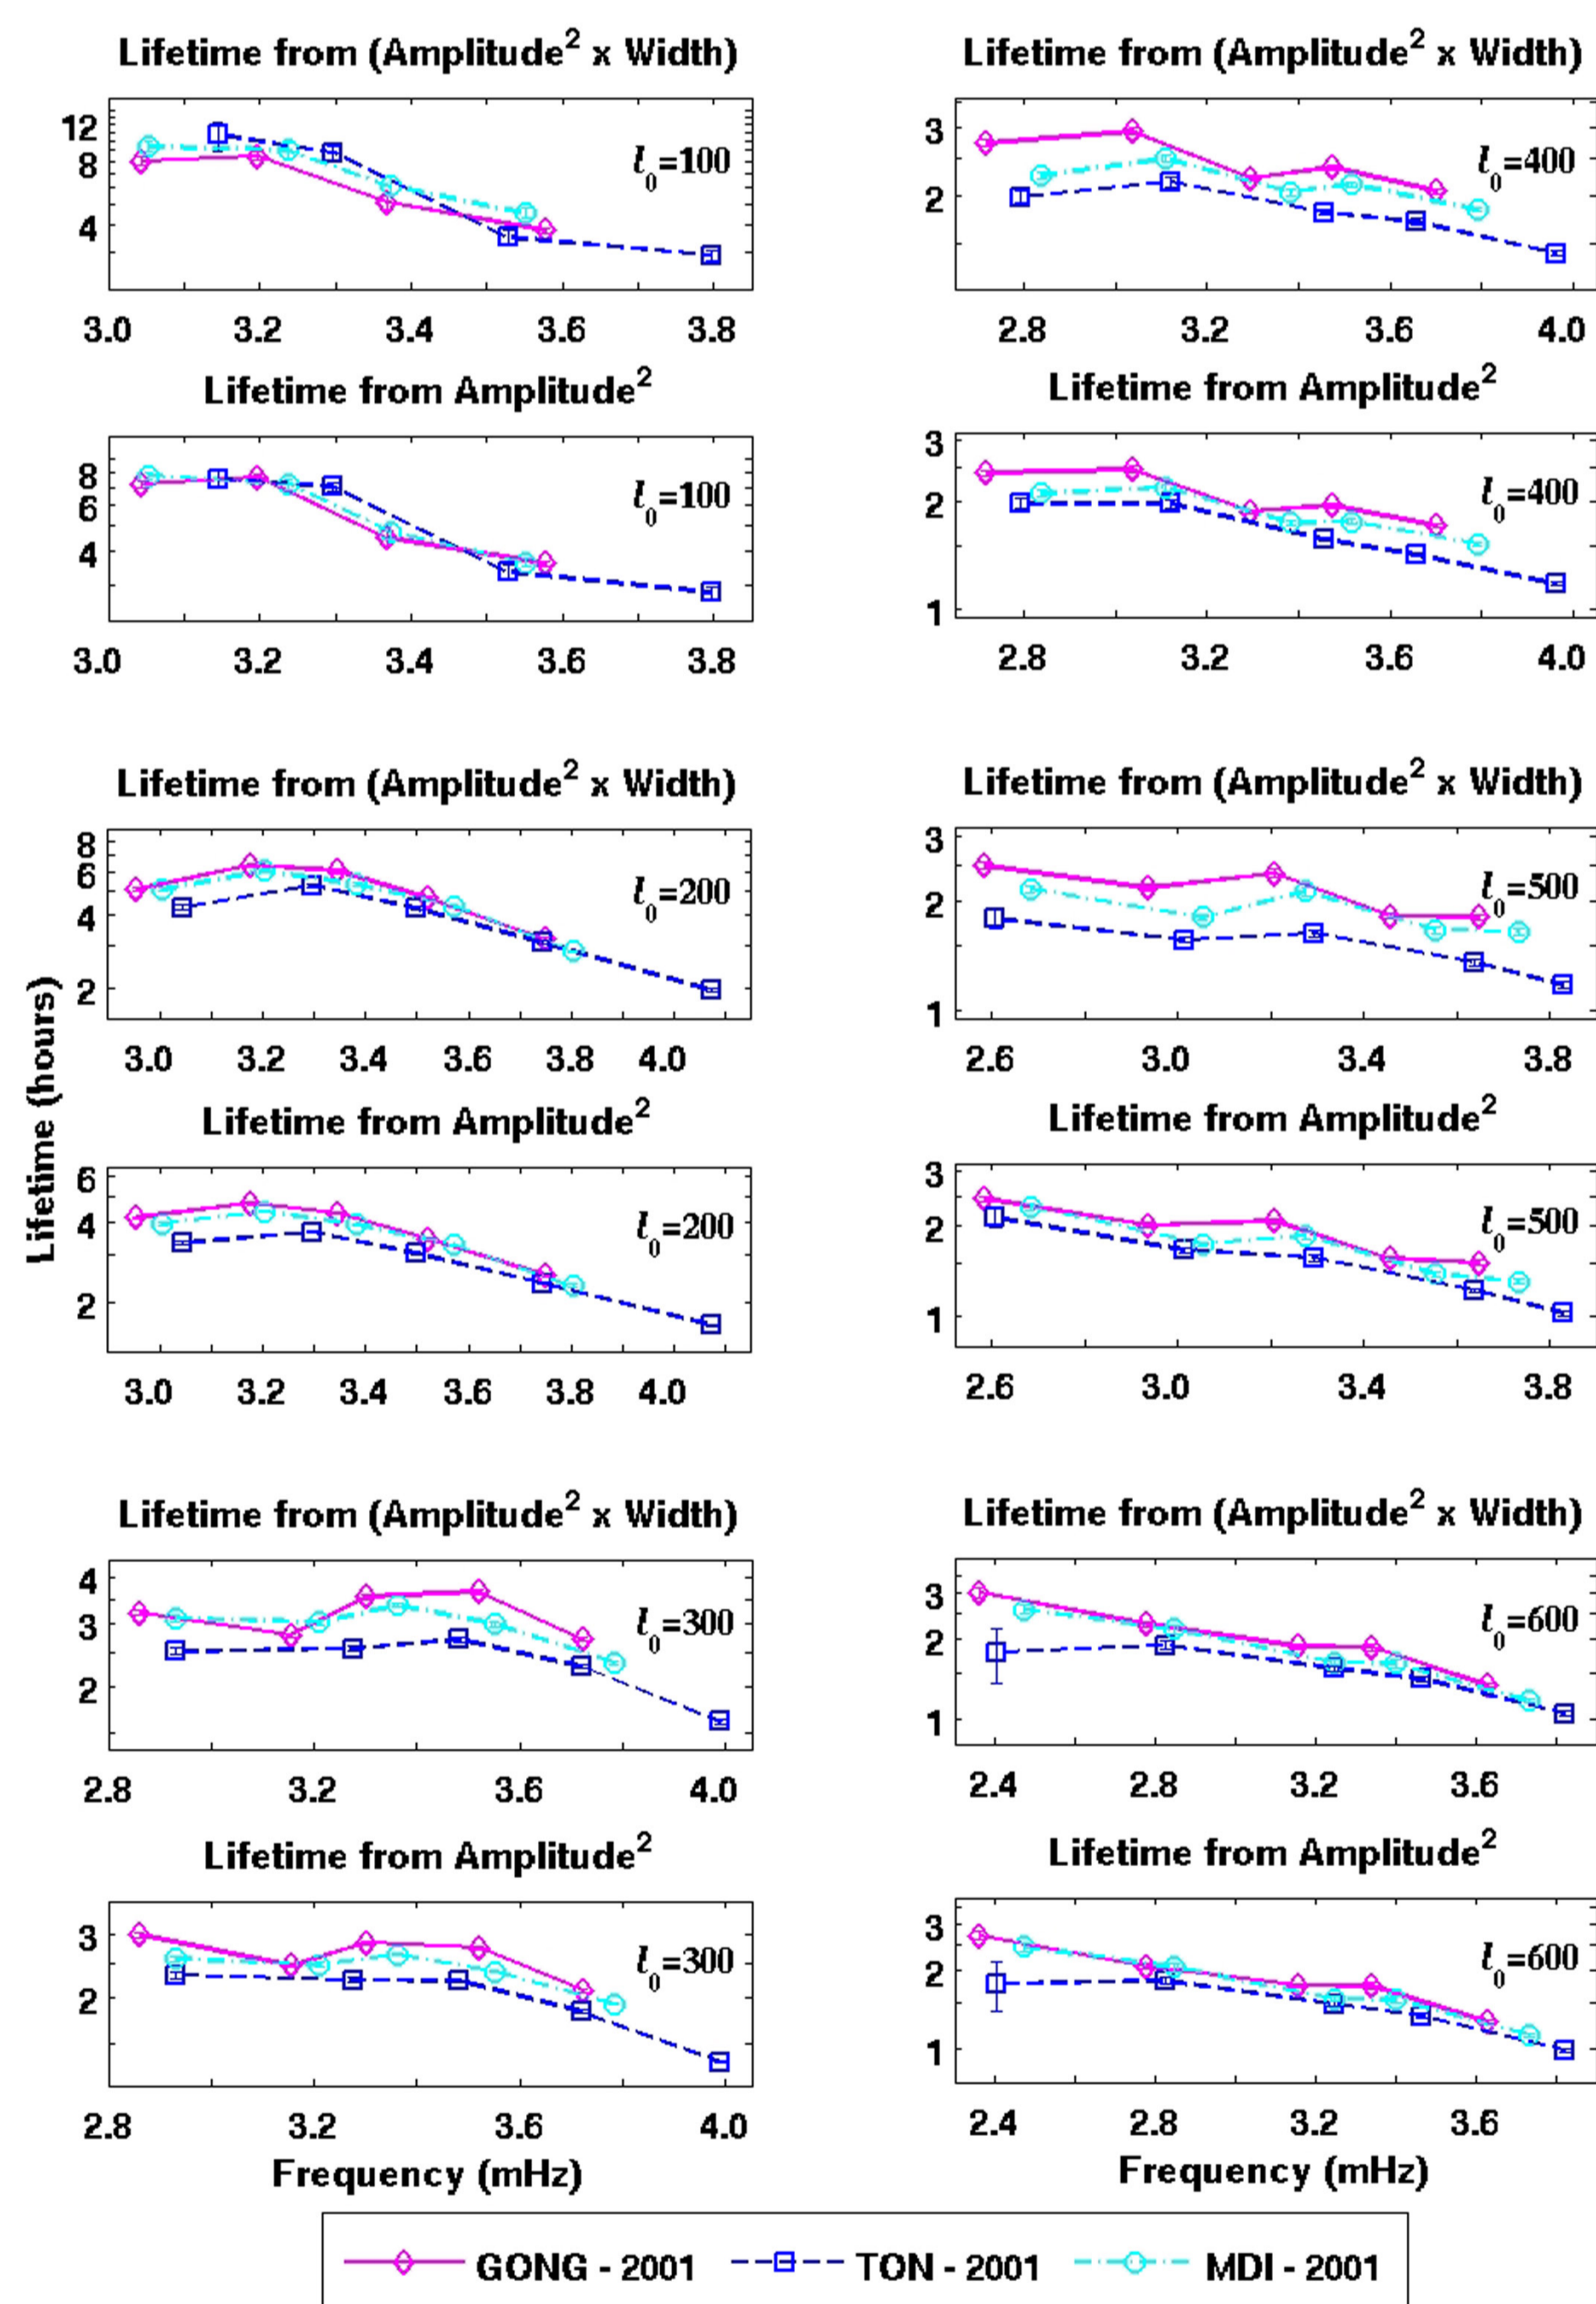 Lifetime from (Amplitude² x Width) Lifetime from (Amplitude² x Width)
12
8
4
l₀=100
3.0 3.2 3.4 3.6 3.8
3
2
l₀=400
2.8 3.2 3.6 4.0
Lifetime from Amplitude² Lifetime from Amplitude²
8
6
4
l₀=100
3.0 3.2 3.4 3.6 3.8
3
2
1
l₀=400
2.8 3.2 3.6 4.0
Lifetime from (Amplitude² x Width) Lifetime from (Amplitude² x Width)
8
6
4
2
l₀=200
3.0 3.2 3.4 3.6 3.8 4.0
3
2
1
l₀=500
2.6 3.0 3.4 3.8
Lifetime (hours)
Lifetime from Amplitude² Lifetime from Amplitude²
6
4
2
l₀=200
3.0 3.2 3.4 3.6 3.8 4.0
3
2
1
l₀=500
2.6 3.0 3.4 3.8
Lifetime from (Amplitude² x Width) Lifetime from (Amplitude² x Width)
4
3
2
l₀=300
2.8 3.2 3.6 4.0
3
2
1
l₀=600
2.4 2.8 3.2 3.6
Lifetime from Amplitude² Lifetime from Amplitude²
3
2
l₀=300
2.8 3.2 3.6 4.0
3
2
1
l₀=600
2.4 2.8 3.2 3.6
Frequency (mHz) Frequency (mHz)
GONG - 2001 TON - 2001 MDI - 2001